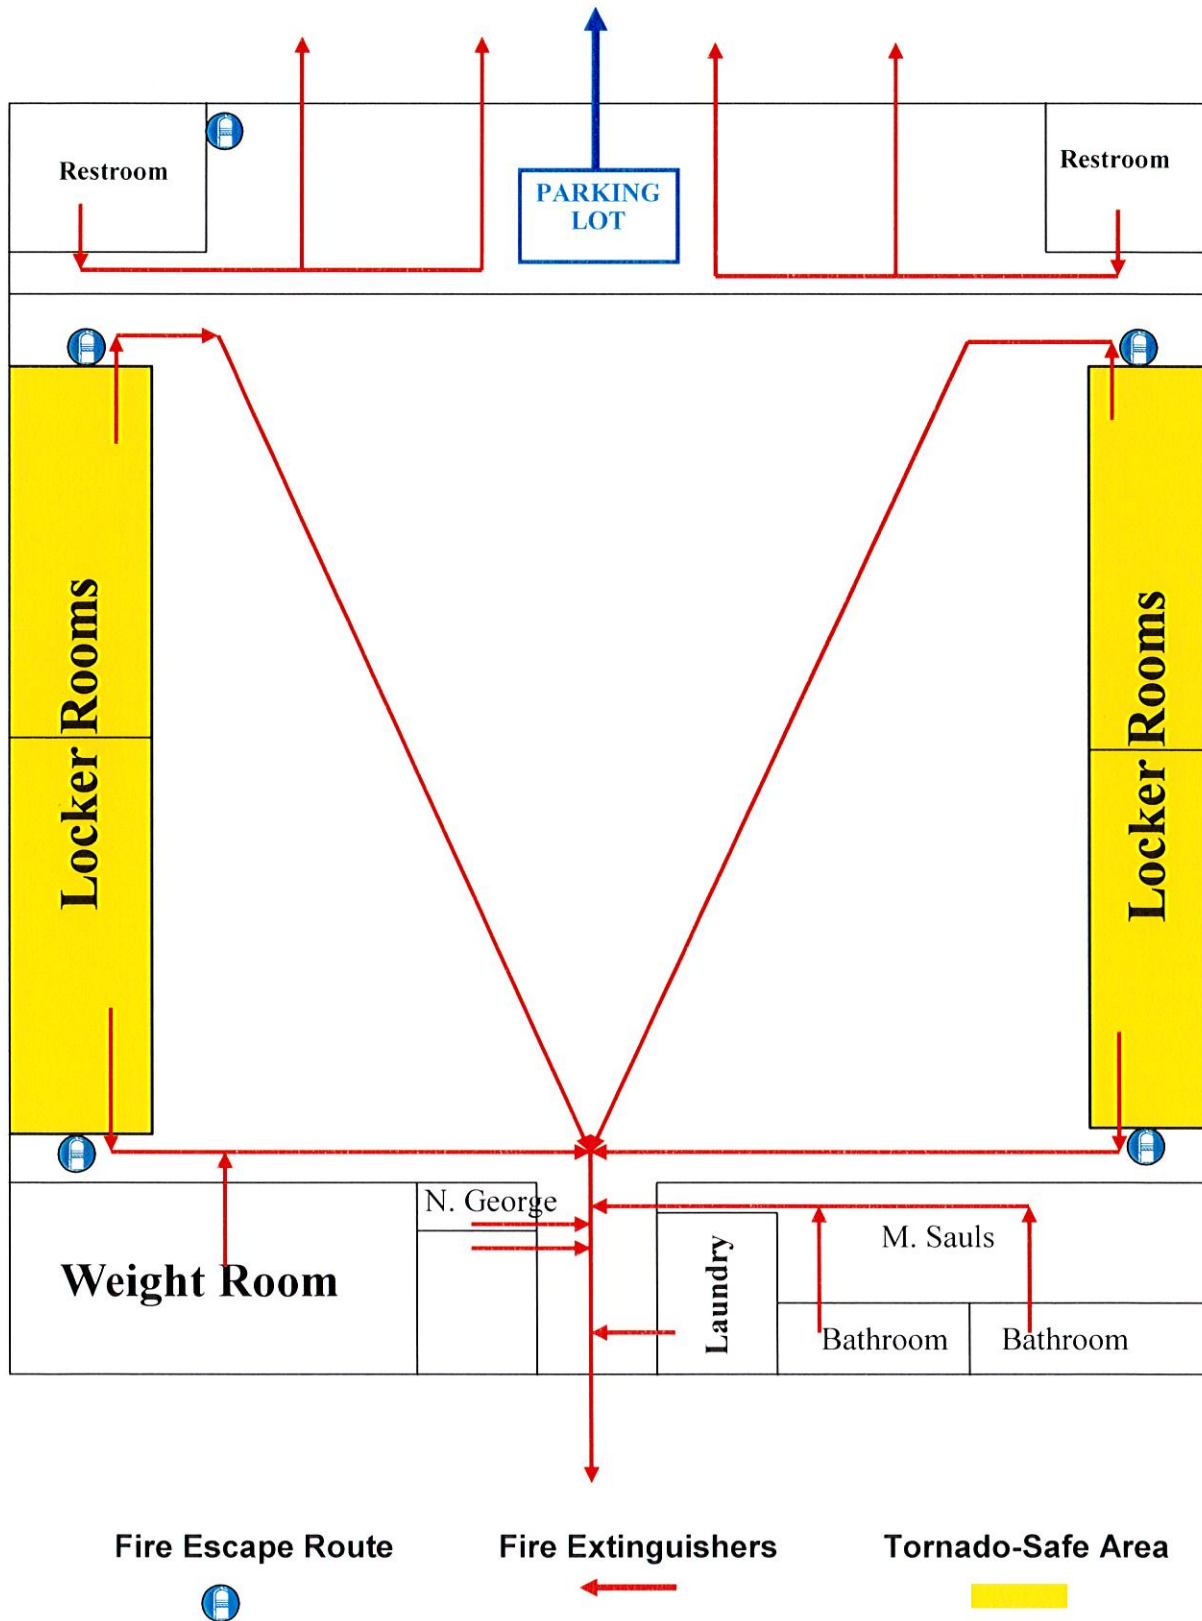 Restroom
Restroom
PARKING
LOT
Locker Rooms
Locker Rooms
N. George
M. Sauls
Weight Room
Laundry
Bathroom
Bathroom
Fire Escape Route
Fire Extinguishers
Tornado-Safe Area